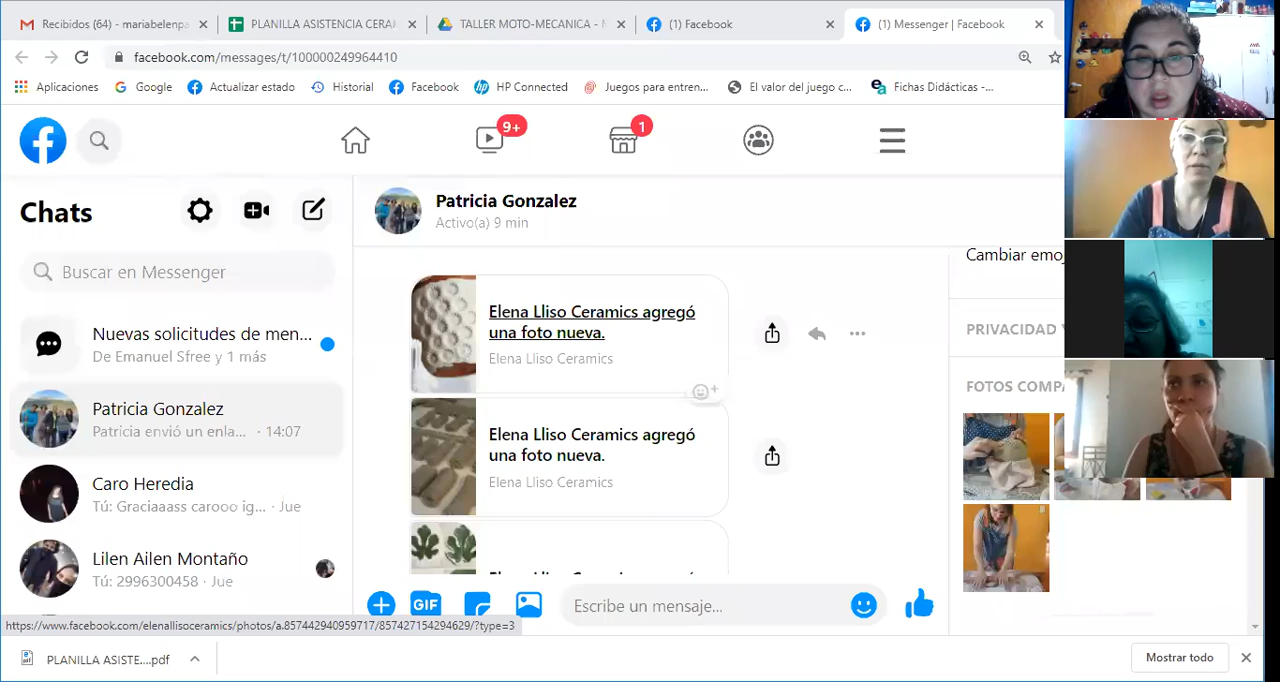 Recibidos (64) - mariabelenpa
PLANILLA ASISTENCIA CERA
TALLER MOTO-MECANICA - N
(1) Facebook
(1) Messenger | Facebook
facebook.com/messages/t/100000249964410
Aplicaciones
Google
Actualizar estado
Historial
Facebook
HP Connected
Juegos para entren...
El valor del juego c...
Fichas Didácticas -...
9+
1
Chats
Buscar en Messenger
Nuevas solicitudes de men...
De Emanuel Sfree y 1 más
Patricia Gonzalez
Patricia envió un enla... · 14:07
Caro Heredia
Tú: Graciaaass carooo ig... · Jue
Lilen Ailen Montaño
Tú: 2996300458 · Jue
Patricia Gonzalez
Activo(a) 9 min
Elena Lliso Ceramics agregó
una foto nueva.
Elena Lliso Ceramics
Elena Lliso Ceramics agregó
una foto nueva.
Elena Lliso Ceramics
GIF
Escribe un mensaje...
Cambiar emoj
PRIVACIDAD Y
FOTOS COMPA
https://www.facebook.com/elenallisoceramics/photos/a.857442940959717/857427154294629/?type=3
PLANILLA ASISTE....pdf
Mostrar todo